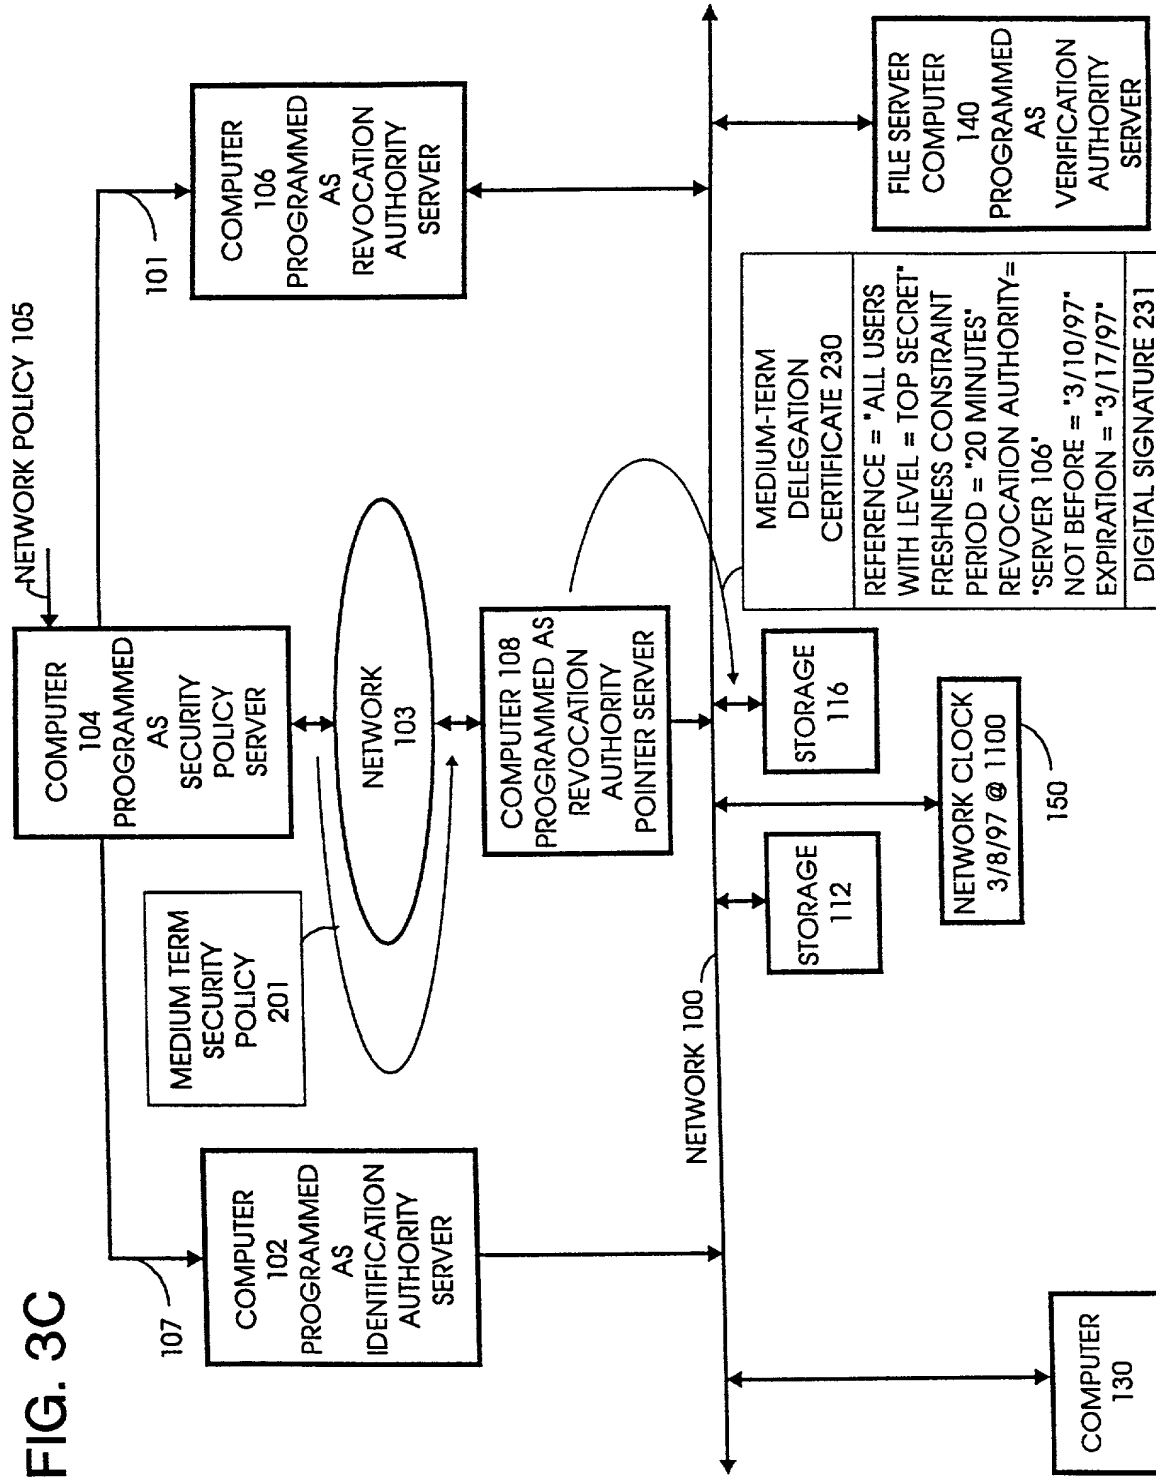 FIG. 3C
NETWORK POLICY 105
COMPUTER
104
PROGRAMMED
AS
SECURITY
POLICY
SERVER
107
101
MEDIUM TERM
SECURITY
POLICY
201
NETWORK
103
COMPUTER
102
PROGRAMMED
AS
IDENTIFICATION
AUTHORITY
SERVER
COMPUTER 108
PROGRAMMED AS
REVOCATION
AUTHORITY
POINTER SERVER
COMPUTER
106
PROGRAMMED
AS
REVOCATION
AUTHORITY
SERVER
NETWORK 100
COMPUTER
130
STORAGE
112
STORAGE
116
NETWORK CLOCK
3/8/97 @ 1100
150
MEDIUM-TERM
DELEGATION
CERTIFICATE 230
REFERENCE = "ALL USERS
WITH LEVEL = TOP SECRET"
FRESHNESS CONSTRAINT
PERIOD = "20 MINUTES"
REVOCATION AUTHORITY=
"SERVER 106"
NOT BEFORE = "3/10/97"
EXPIRATION = "3/17/97"
DIGITAL SIGNATURE 231
FILE SERVER
COMPUTER
140
PROGRAMMED
AS
VERIFICATION
AUTHORITY
SERVER